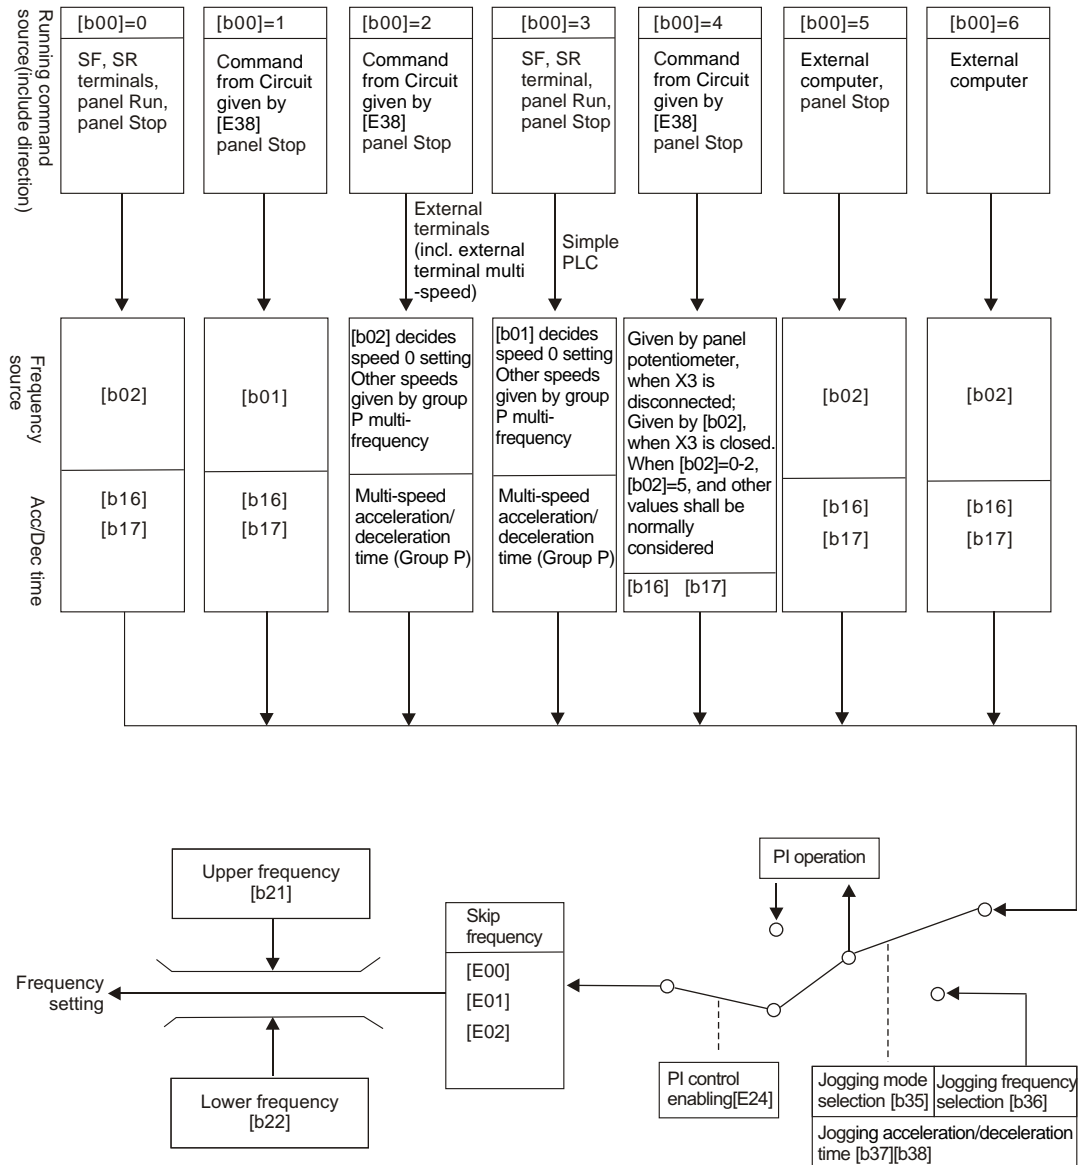 Running command
source(include direction)
[b00]=0
SF, SR
terminals,
panel Run,
panel Stop
[b00]=1
Command
from Circuit
given by
[E38]
panel Stop
[b00]=2
Command
from Circuit
given by
[E38]
panel Stop
[b00]=3
SF, SR
terminal,
panel Run,
panel Stop
[b00]=4
Command
from Circuit
given by
[E38]
panel Stop
[b00]=5
External
computer,
panel Stop
[b00]=6
External
computer
External
terminals
(incl. external
terminal multi
-speed)
Simple
PLC
Frequency
source
[b02]
[b01]
[b02] decides
speed 0 setting
Other speeds
given by group
P multi-
frequency
[b01] decides
speed 0 setting
Other speeds
given by group
P multi-
frequency
Given by panel
potentiometer,
when X3 is
disconnected;
Given by [b02],
when X3 is closed.
When [b02]=0-2,
[b02]=5, and other
values shall be
normally
considered
[b02]
[b02]
Acc/Dec time
[b16]
[b17]
[b16]
[b17]
Multi-speed
acceleration/
deceleration
time (Group P)
Multi-speed
acceleration/
deceleration
time (Group P)
[b16] [b17]
[b16]
[b17]
[b16]
[b17]
PI operation
Upper frequency
[b21]
Skip
frequency
[E00]
[E01]
[E02]
Frequency
setting
Lower frequency
[b22]
PI control
enabling[E24]
Jogging mode
selection [b35]
Jogging frequency
selection [b36]
Jogging acceleration/deceleration
time [b37][b38]